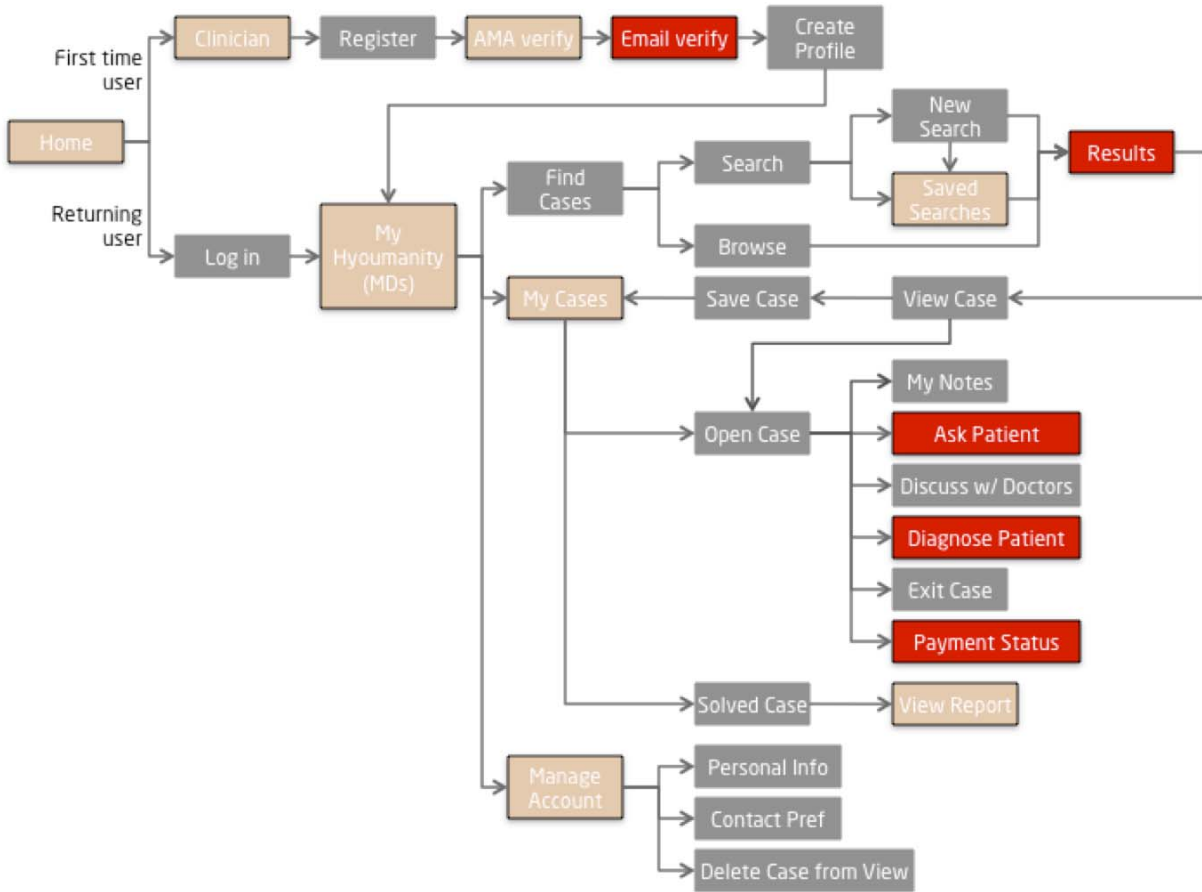 Clinician
Register
AMA verify
Email verify
Create
Profile
First time
user
Home
Returning
user
Log in
My
Hyoumanity
(MDs)
Find
Cases
Search
New
Search
Saved
Searches
Results
Browse
My Cases
Save Case
View Case
Open Case
My Notes
Ask Patient
Discuss w/ Doctors
Diagnose Patient
Exit Case
Payment Status
Solved Case
View Report
Manage
Account
Personal Info
Contact Pref
Delete Case from View